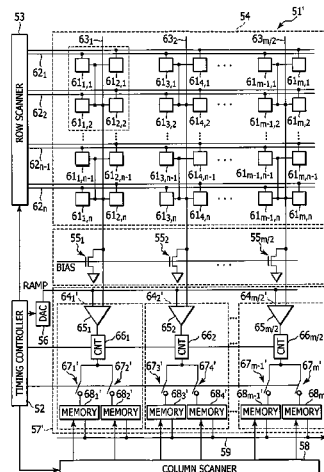 53
54
51'
63₁ 63₂ 63m/2
62₁
61₁,₁ 61₂,₁ 61₃,₁ 61₄,₁ 61m-1,₁ 61m,₁
62₂
61₁,₂ 61₂,₂ 61₃,₂ 61₄,₂ 61m-1,₂ 61m,₂
ROW SCANNER
62n-1
61₁,n-1 61₂,n-1 61₃,n-1 61₄,n-1 61m-1,n-1 61m,n-1
62n
61₁,n 61₂,n 61₃,n 61₄,n 61m-1,n 61m,n
55₁ 55₂ 55m/2
BIAS
RAMP
64₁' 64₂' 64m/2'
DAC
65₁ 65₂ 65m/2
56
66₁ 66₂ 66m/2
CNT CNT CNT
TIMING CONTROLLER
67₁' 67₂' 67₃' 67₄' 67m-1' 67m'
68₁' 68₂' 68₃' 68₄' 68m-1' 68m'
52
MEMORY MEMORY MEMORY MEMORY MEMORY MEMORY
57'
59
58
COLUMN SCANNER